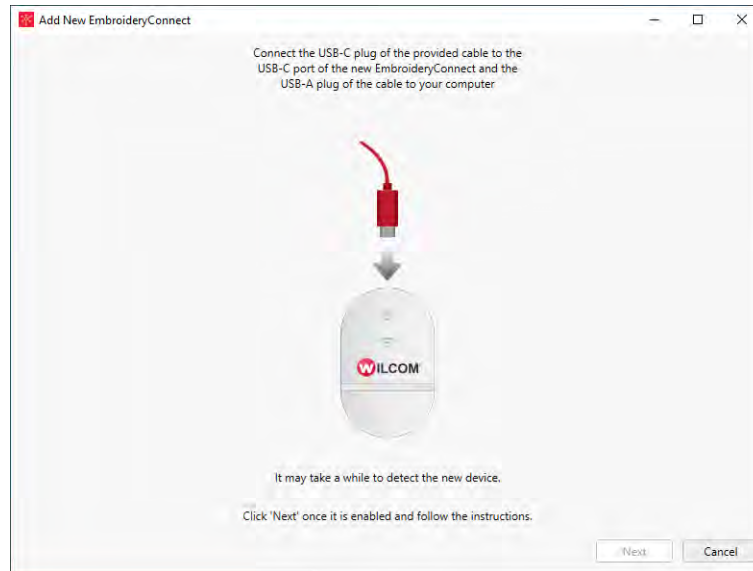 Add New EmbroideryConnect
Connect the USB-C plug of the provided cable to the
USB-C port of the new EmbroideryConnect and the
USB-A plug of the cable to your computer
WILCOM
It may take a while to detect the new device.
Click 'Next' once it is enabled and follow the instructions.
Next Cancel